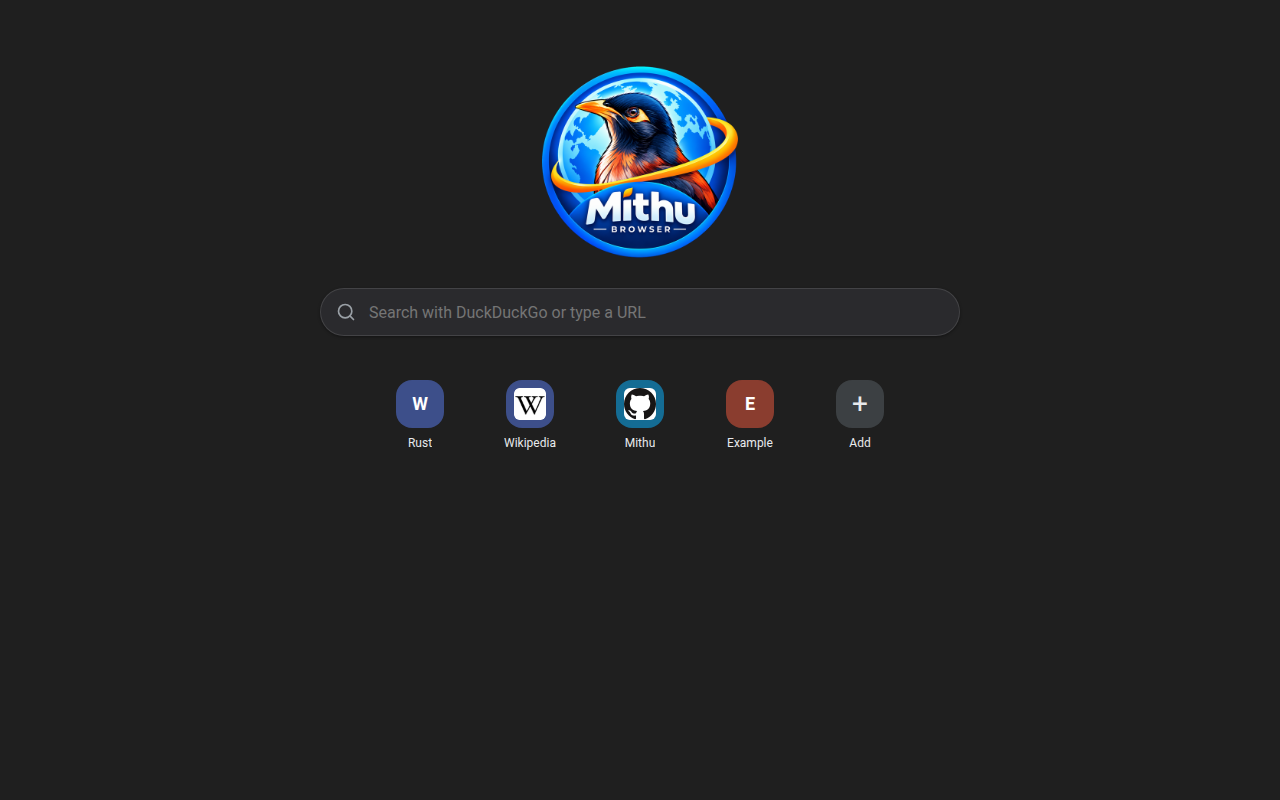 Mithu
BROWSER
Search with DuckDuckGo or type a URL
W
W
E
+
Rust
Wikipedia
Mithu
Example
Add